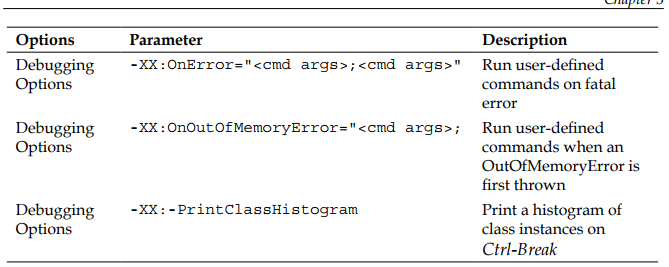 Chapter 5
Options Parameter Description
Debugging -XX:OnError="<cmd args>;<cmd args>" Run user-defined
Options commands on fatal
error
Debugging -XX:OnOutOfMemoryError="<cmd args>; Run user-defined
Options commands when an
OutOfMemoryError is
first thrown
Debugging -XX:-PrintClassHistogram Print a histogram of
Options class instances on
Ctrl-Break